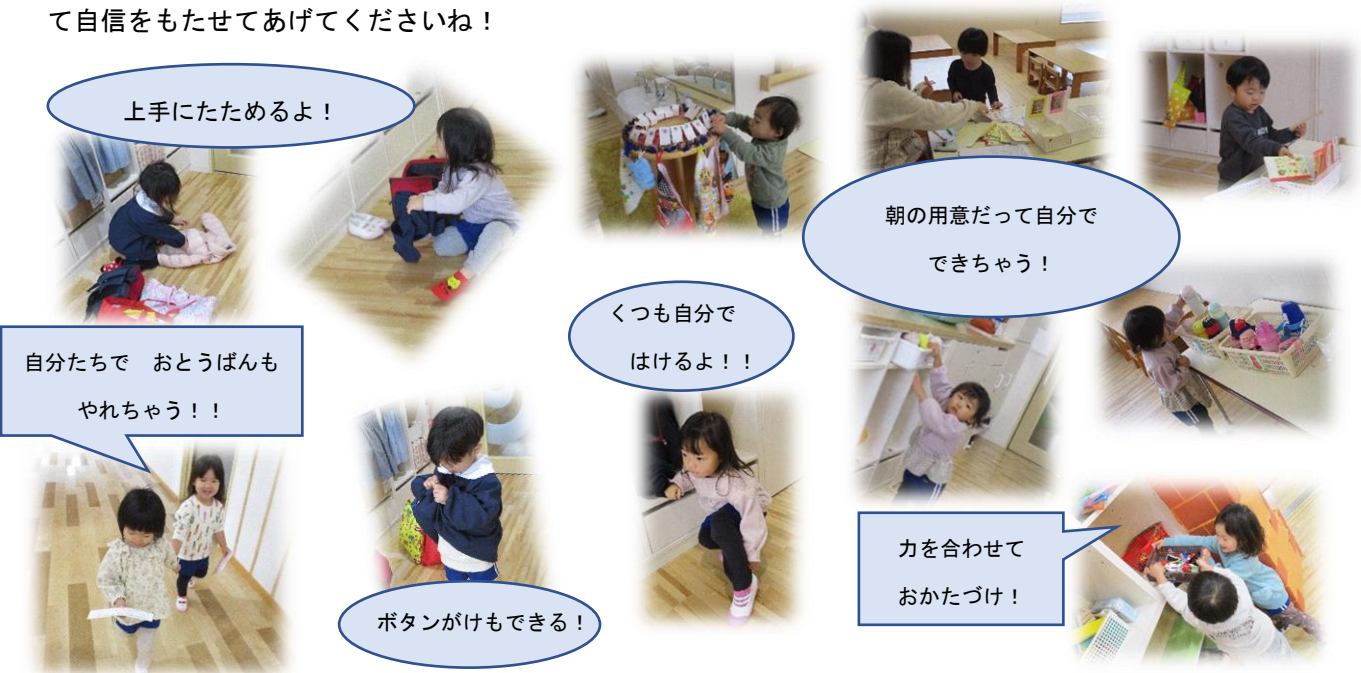 て自信をもたせてあげてくださいね！
上手にたためるよ！
朝の用意だって自分で
できちゃう！
くつも自分で
はけるよ！！
自分たちで　おとうばんも
やれちゃう！！
ボタンがけもできる！
力を合わせて
おかたづけ！